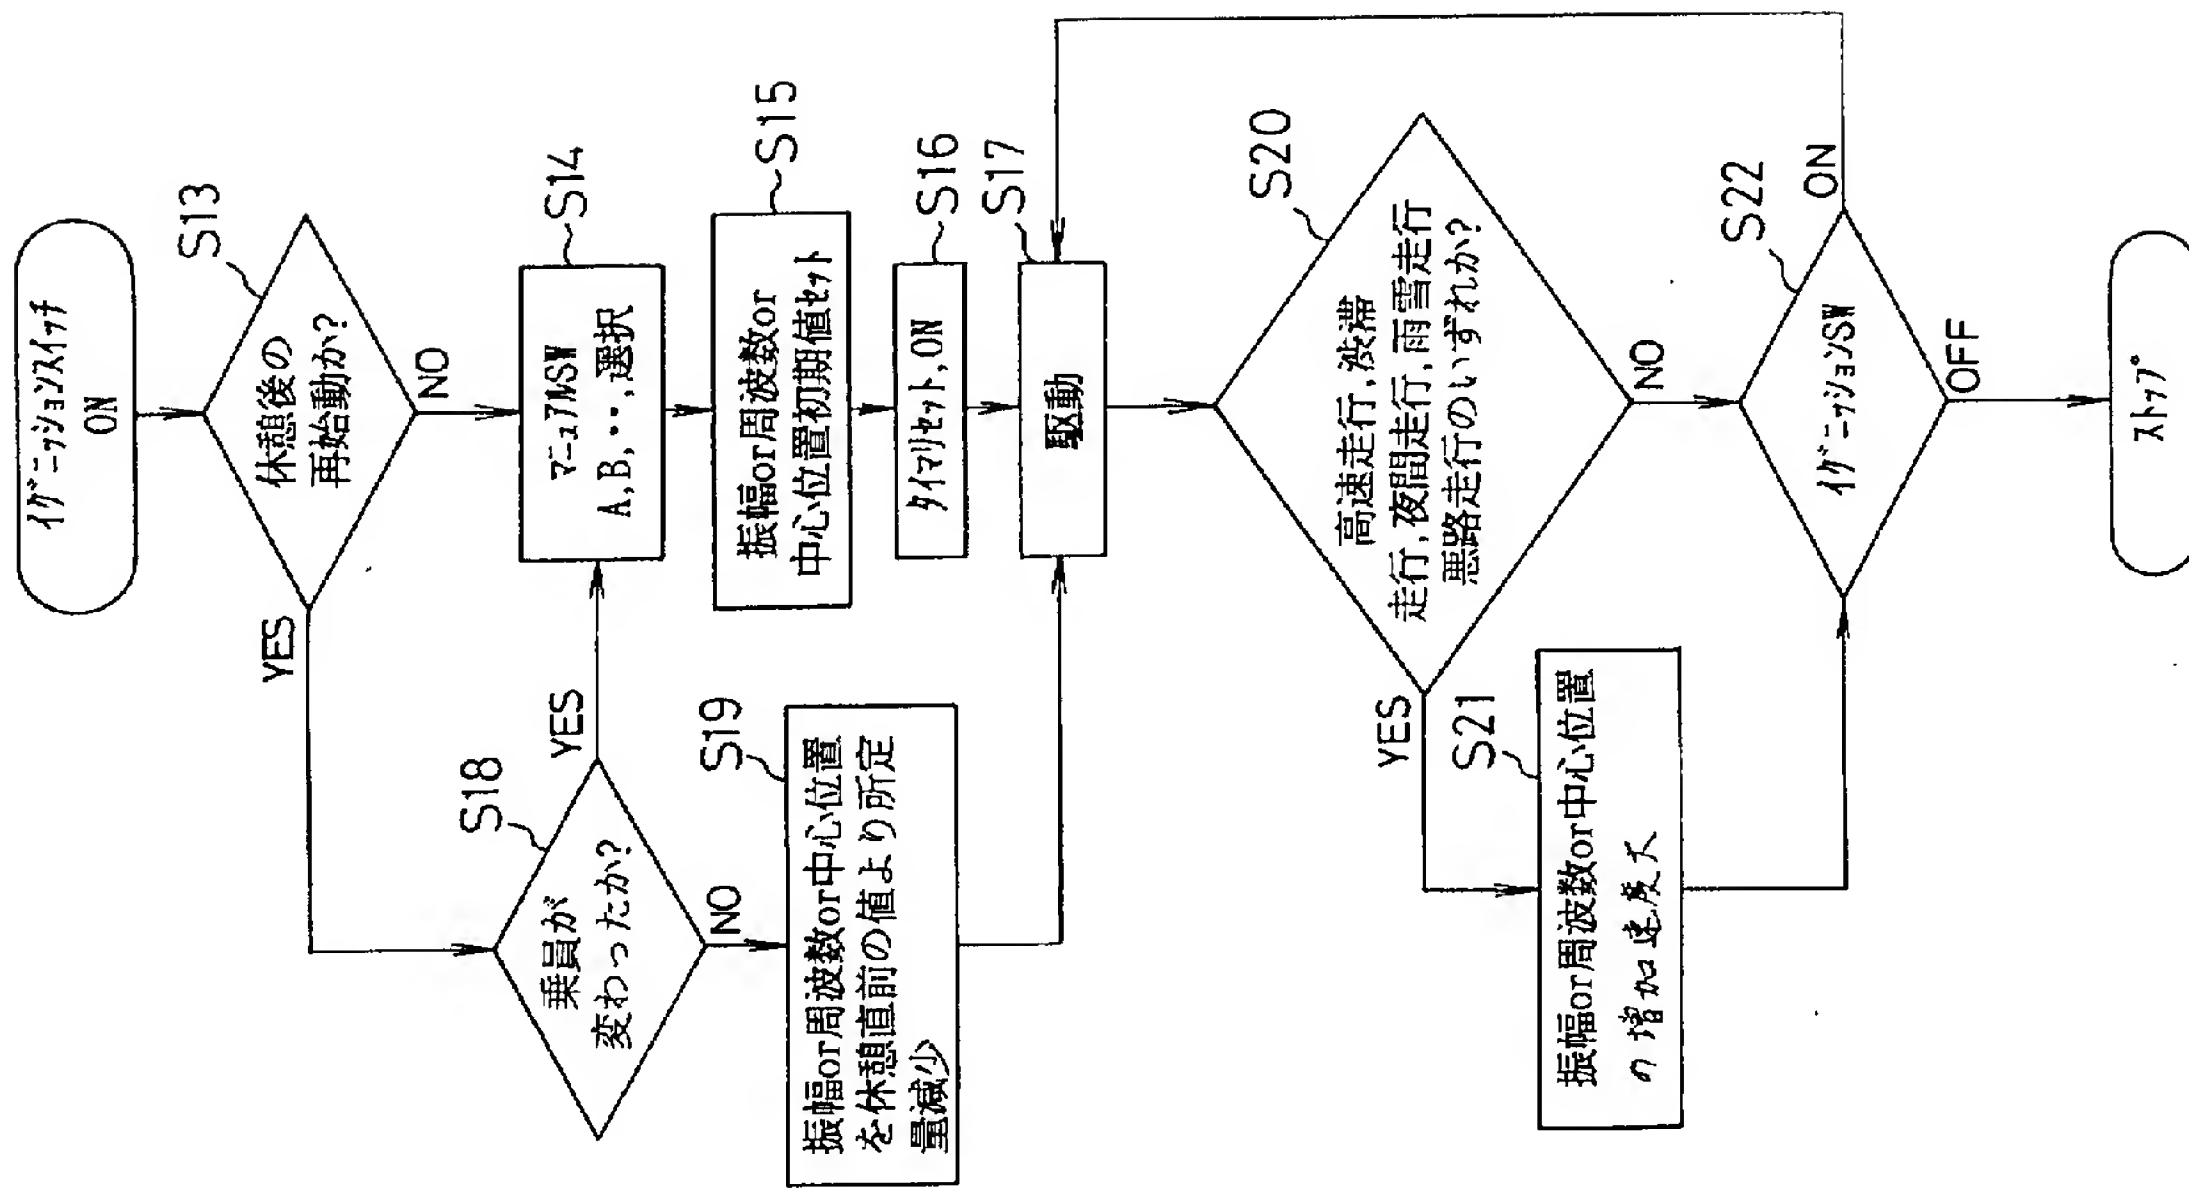 イグニッションスイッチ
ON
S13
休憩後の
再始動か?
YES
NO
S14
マニュアルSW
A,B,･･･,選択
S15
振幅or周波数or
中心位置初期値セット
S16
タイマリセット,ON
S17
駆動
S18
乗員が
変わったか?
YES
NO
S19
振幅or周波数or中心位置
を休憩直前の値より所定
量減少
S20
高速走行,渋滞
走行,夜間走行,雨雪走行
悪路走行のいずれか?
YES
NO
S21
振幅or周波数or中心位置
の増加速度大
S22
イグニッションSW
ON
OFF
ストップ